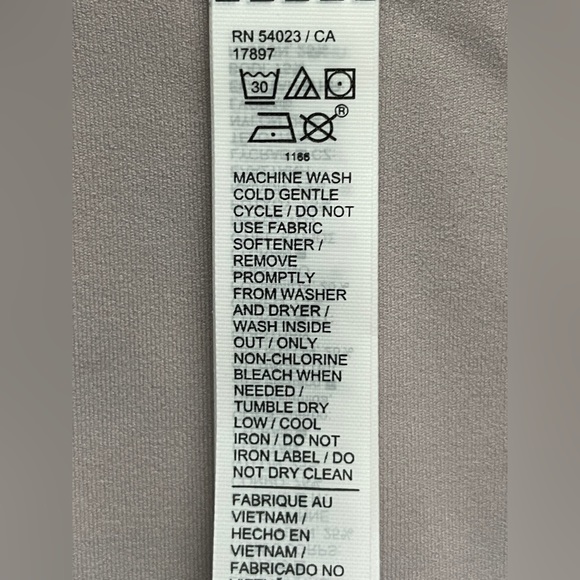 RN 54023 / CA
17897
30
®
1166
MACHINE WASH
COLD GENTLE
CYCLE / DO NOT
USE FABRIC
SOFTENER /
REMOVE
PROMPTLY
FROM WASHER
AND DRYER /
WASH INSIDE
OUT / ONLY
NON-CHLORINE
BLEACH WHEN
NEEDED /
TUMBLE DRY
LOW / COOL
IRON / DO NOT
IRON LABEL / DO
NOT DRY CLEAN
FABRIQUE AU
VIETNAM /
HECHO EN
VIETNAM /
FABRICADO NO